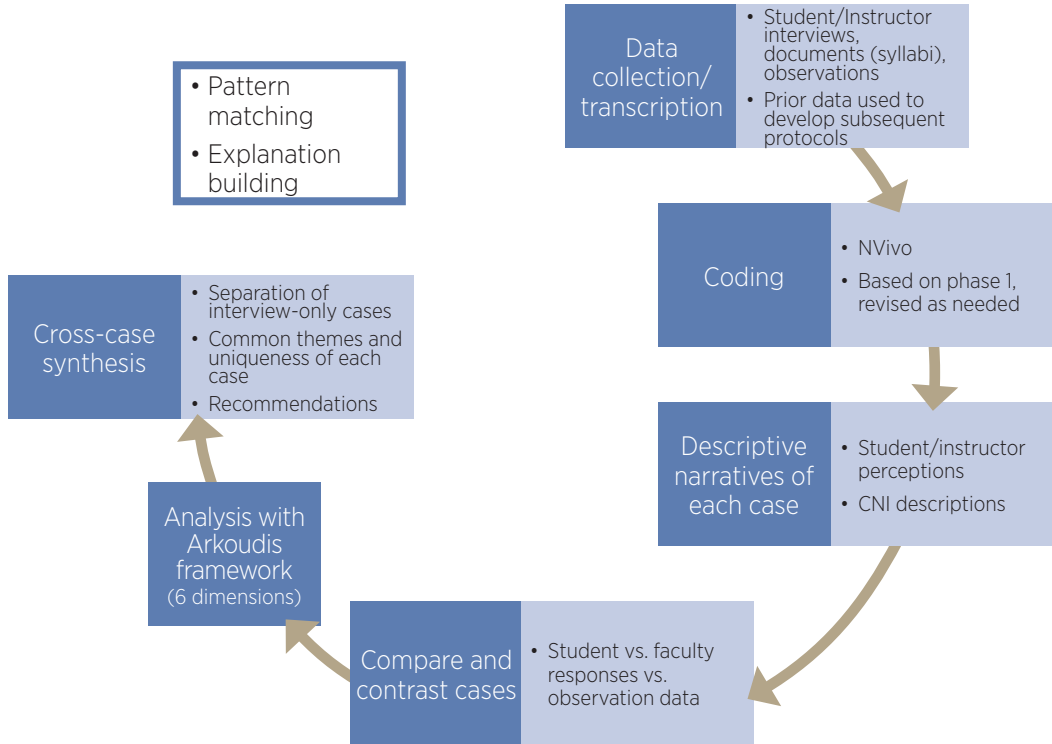 Data
collection/
transcription
• Student/Instructor
interviews,
documents (syllabi),
observations
• Prior data used to
develop subsequent
protocols
• Pattern
matching
• Explanation
building
Coding
• NVivo
• Based on phase 1,
revised as needed
Descriptive
narratives of
each case
• Student/instructor
perceptions
• CNI descriptions
Compare and
contrast cases
• Student vs. faculty
responses vs.
observation data
Analysis with
Arkoudis
framework
(6 dimensions)
Cross-case
synthesis
• Separation of
interview-only cases
• Common themes and
uniqueness of each
case
• Recommendations